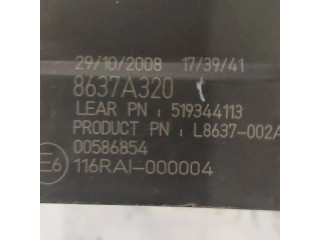 29/10/2008 17/39/41
8637A320
LEAR PN : 519344113
PRODUCT PN : L8637-002A
00586854
E6 116RAI-000004